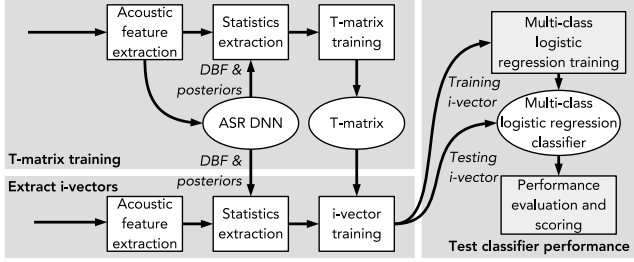 Acoustic
feature
extraction
Statistics
extraction
T-matrix
training
DBF &
posteriors
ASR DNN
T-matrix
T-matrix training
DBF &
posteriors
Extract i-vectors
Acoustic
feature
extraction
Statistics
extraction
i-vector
training
Multi-class
logistic
regression training
Training
i-vector
Multi-class
logistic regression
classifier
Testing
i-vector
Performance
evaluation and
scoring
Test classifier performance